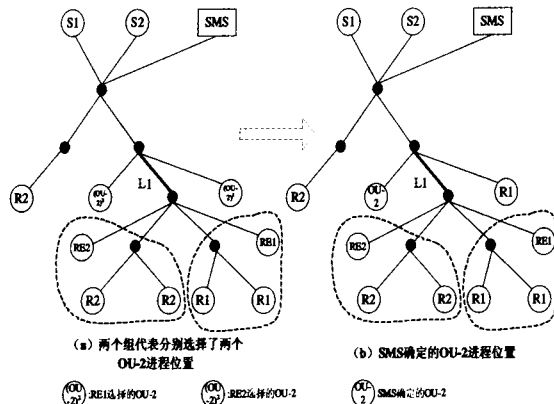 S1 S2 SMS S1 S2 SMS
R2 (OU-2)² L1 (OU-2)¹ R2 OU-2 L1 R1
RE2 RE1 RE2 RE1
R2 R2 R1 R1 R2 R2 R1 R1
(a) 两个组代表分别选择了两个
OU-2进程位置
(b) SMS确定的OU-2进程位置
:RE1选择的OU-2 :RE2选择的OU-2 OU-2 SMS确定的OU-2